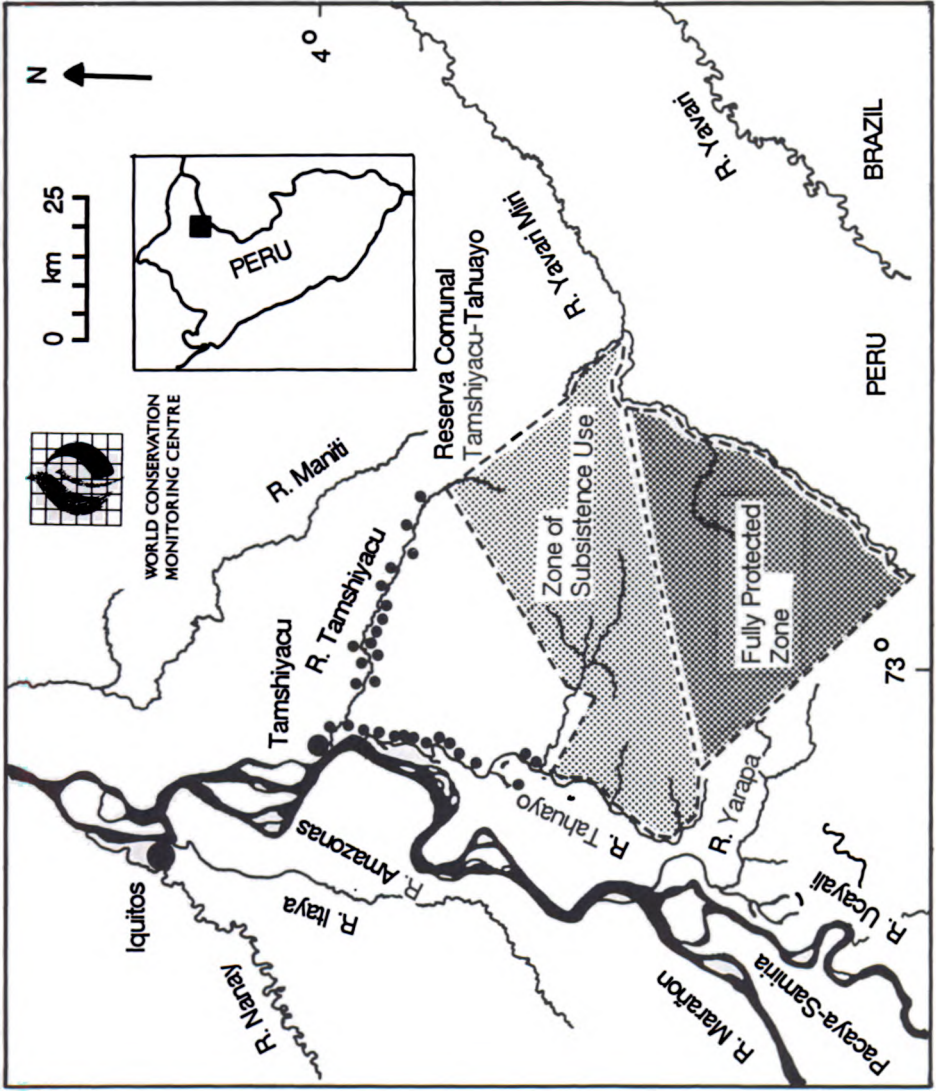 N
4°
0 km 25
WORLD CONSERVATION
MONITORING CENTRE
PERU
Iquitos
R. Nanay
R. Itaya
R. Amazonas
Tamshiyacu
R. Tamshiyacu
R. Maniti
Reserva Comunal
Tamshiyacu-Tahuayo
R. Yavari Miri
R. Yavari
BRAZIL
PERU
Zone of
Subsistence Use
Fully Protected
Zone
R. Tahuayo
R. Yarapa
R. Ucayali
Pacaya-Samiria
R. Marañon
73°